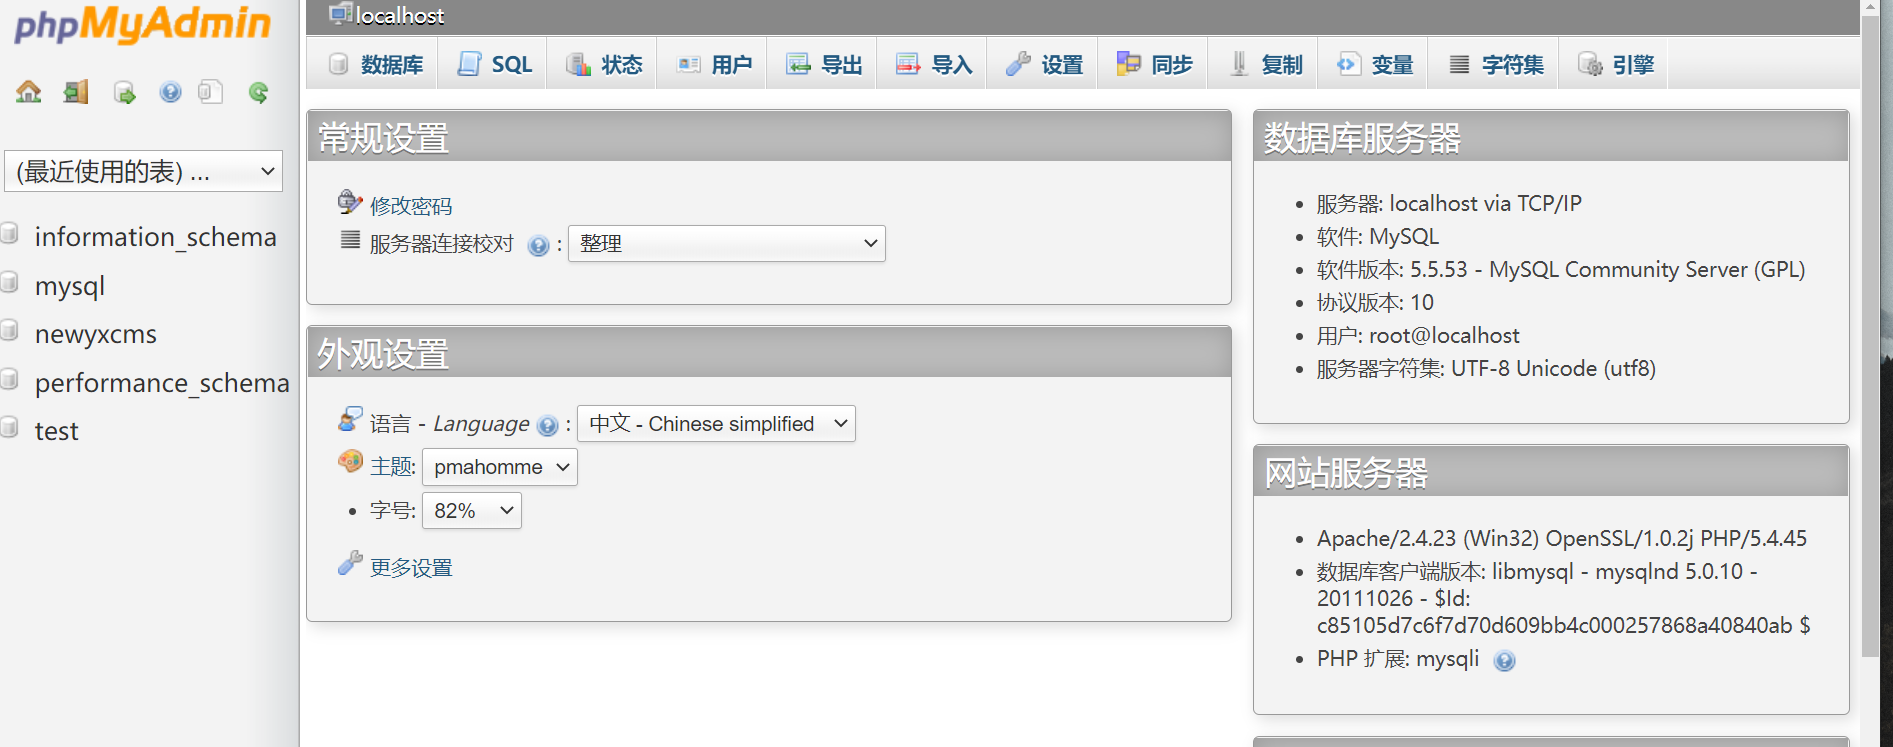 phpMyAdmin
(最近使用的表) ...
information_schema
mysql
newyxcms
performance_schema
test
localhost
数据库 SQL 状态 用户 导出 导入 设置 同步 复制 变量 字符集 引擎
常规设置
修改密码
服务器连接校对 : 整理
外观设置
语言 - Language : 中文 - Chinese simplified
主题: pmahomme
字号: 82%
更多设置
数据库服务器
服务器: localhost via TCP/IP
软件: MySQL
软件版本: 5.5.53 - MySQL Community Server (GPL)
协议版本: 10
用户: root@localhost
服务器字符集: UTF-8 Unicode (utf8)
网站服务器
Apache/2.4.23 (Win32) OpenSSL/1.0.2j PHP/5.4.45
数据库客户端版本: libmysql - mysqlnd 5.0.10 -
20111026 - $Id:
c85105d7c6f7d70d609bb4c000257868a40840ab $
PHP 扩展: mysqli